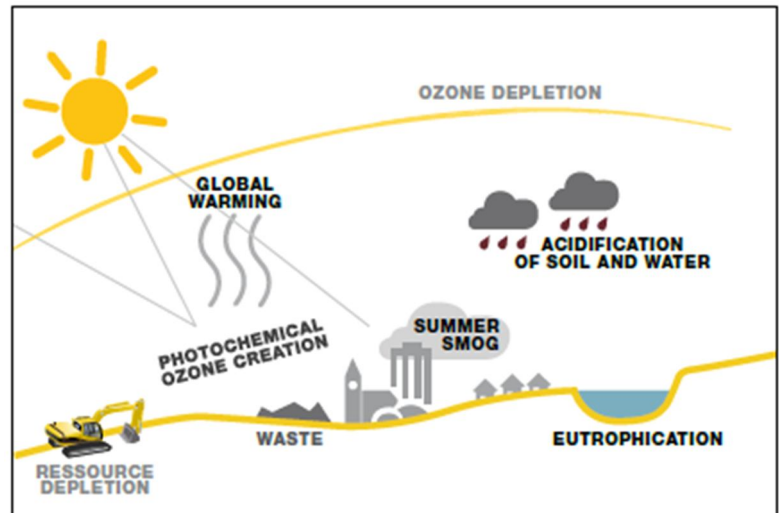 OZONE DEPLETION
GLOBAL
WARMING
ACIDIFICATION
OF SOIL AND WATER
SUMMER
SMOG
PHOTOCHEMICAL
OZONE CREATION
WASTE
EUTROPHICATION
RESSOURCE
DEPLETION